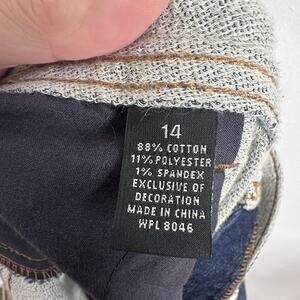 14
88% COTTON
11% POLYESTER
1% SPANDEX
EXCLUSIVE OF
DECORATION
MADE IN CHINA
WPL 8046